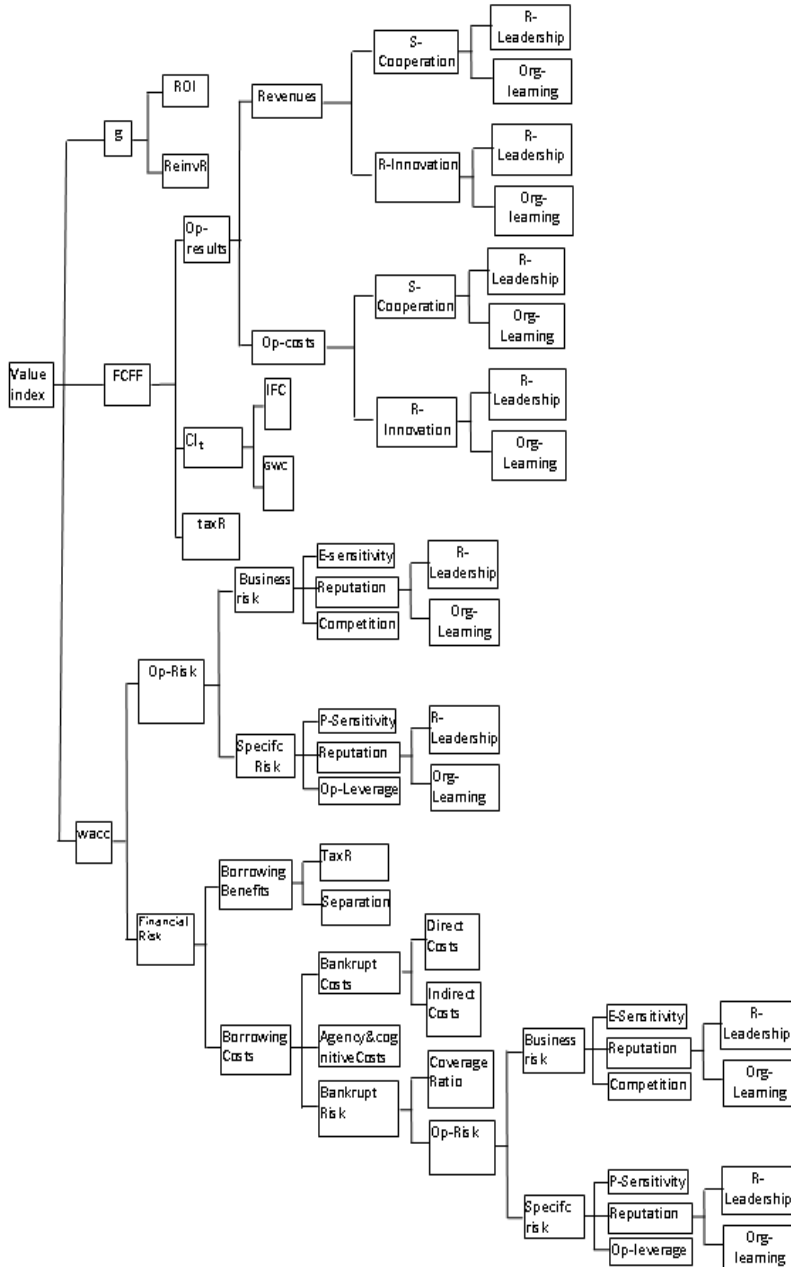 R-
Leadership
S-
Cooperation
Org-
learning
ROI
Revenues
g
R-
Leadership
ReinvR
R-Innovation
Org-
learning
Op-
results
R-
Leadership
S-
Cooperation
Org-
Learning
Op-costs
Value
index
FCFF
IFC
R-
Leadership
R-
Innovation
CIt
Org-
Learning
GWC
taxR
E-sensitivity
R-
Leadership
Business
risk
Reputation
Org-
Learning
Competition
Op-Risk
P-Sensitivity
R-
Leadership
Specifc
Risk
Reputation
Org-
Learning
Op-Leverage
wacc
TaxR
Borrowing
Benefits
Separation
Financial
Risk
Direct
Costs
Bankrupt
Costs
Indirect
Costs
Borrowing
Costs
Agency&cog
nitiveCosts
Coverage
Ratio
Bankrupt
Risk
Op-Risk
E-Sensitivity
R-
Leadership
Business
risk
Reputation
Org-
Learning
Competition
P-Sensitivity
R-
Leadership
Specifc
risk
Reputation
Org-
learning
Op-leverage